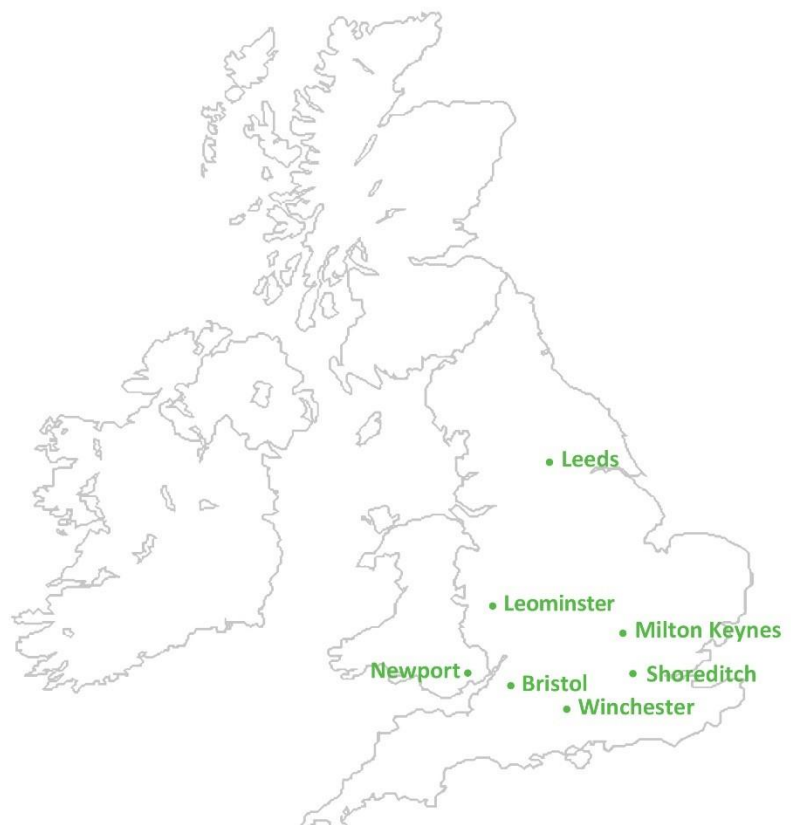 Leeds
Leominster
Milton Keynes
Newport
Shoreditch
Bristol
Winchester